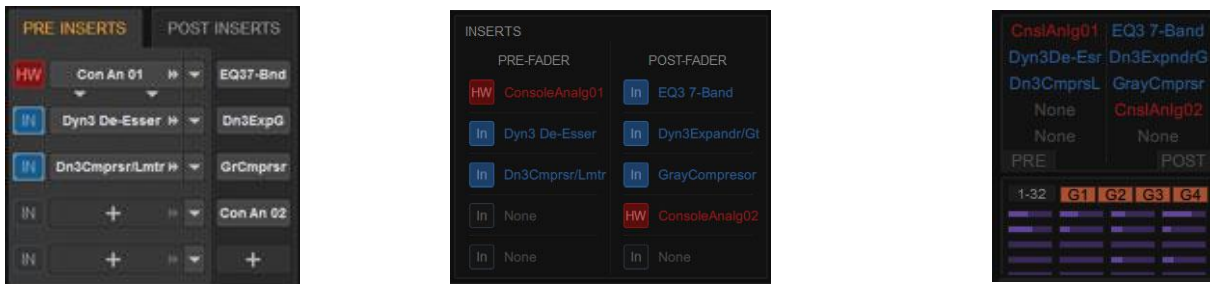 PRE INSERTS POST INSERTS
HW Con An 01 EQ37-Bnd
IN Dyn3 De-Esser Dn3ExpG
IN Dn3Cmprsr/Lmtr GrCmprsr
IN + Con An 02
IN + +
INSERTS
PRE-FADER POST-FADER
HW ConsoleAnalg01 In EQ3 7-Band
In Dyn3 De-Esser In Dyn3Expandr/Gt
In Dn3Cmprsr/Lmtr In GrayCompresor
In None HW ConsoleAnalg02
In None In None
CnslAnlg01 EQ3 7-Band
Dyn3De-Esr Dn3ExpndrG
Dn3CmprsL GrayCmprsr
None CnslAnlg02
None None
PRE POST
1-32 G1 G2 G3 G4